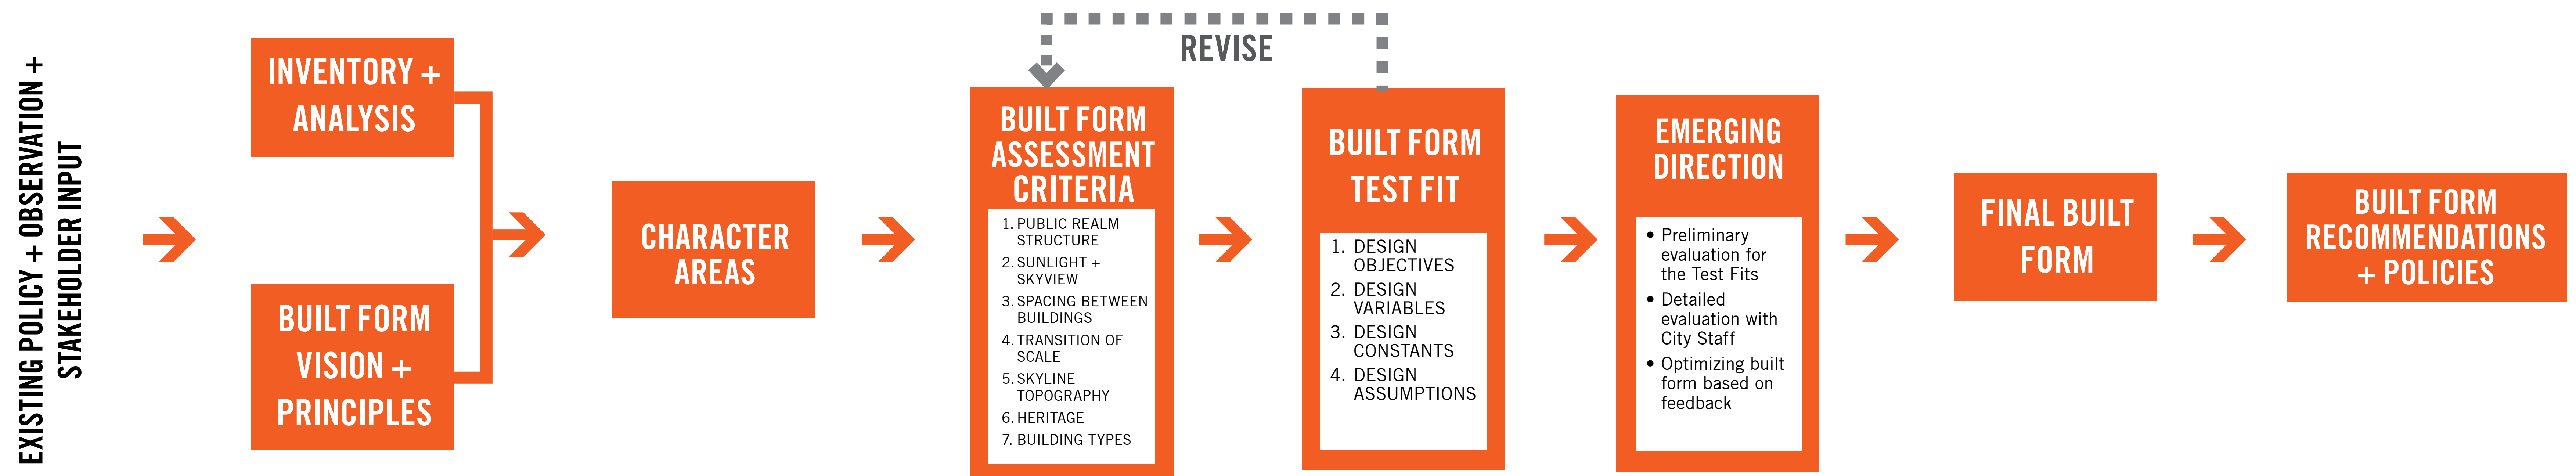 EXISTING POLICY + OBSERVATION +
STAKEHOLDER INPUT
INVENTORY +
ANALYSIS
BUILT FORM
VISION +
PRINCIPLES
CHARACTER
AREAS
REVISE
BUILT FORM
ASSESSMENT
CRITERIA
1. PUBLIC REALM
STRUCTURE
2. SUNLIGHT +
SKYVIEW
3. SPACING BETWEEN
BUILDINGS
4. TRANSITION OF
SCALE
5. SKYLINE
TOPOGRAPHY
6. HERITAGE
7. BUILDING TYPES
BUILT FORM
TEST FIT
1. DESIGN
OBJECTIVES
2. DESIGN
VARIABLES
3. DESIGN
CONSTANTS
4. DESIGN
ASSUMPTIONS
EMERGING
DIRECTION
• Preliminary
evaluation for
the Test Fits
• Detailed
evaluation with
City Staff
• Optimizing built
form based on
feedback
FINAL BUILT
FORM
BUILT FORM
RECOMMENDATIONS
+ POLICIES